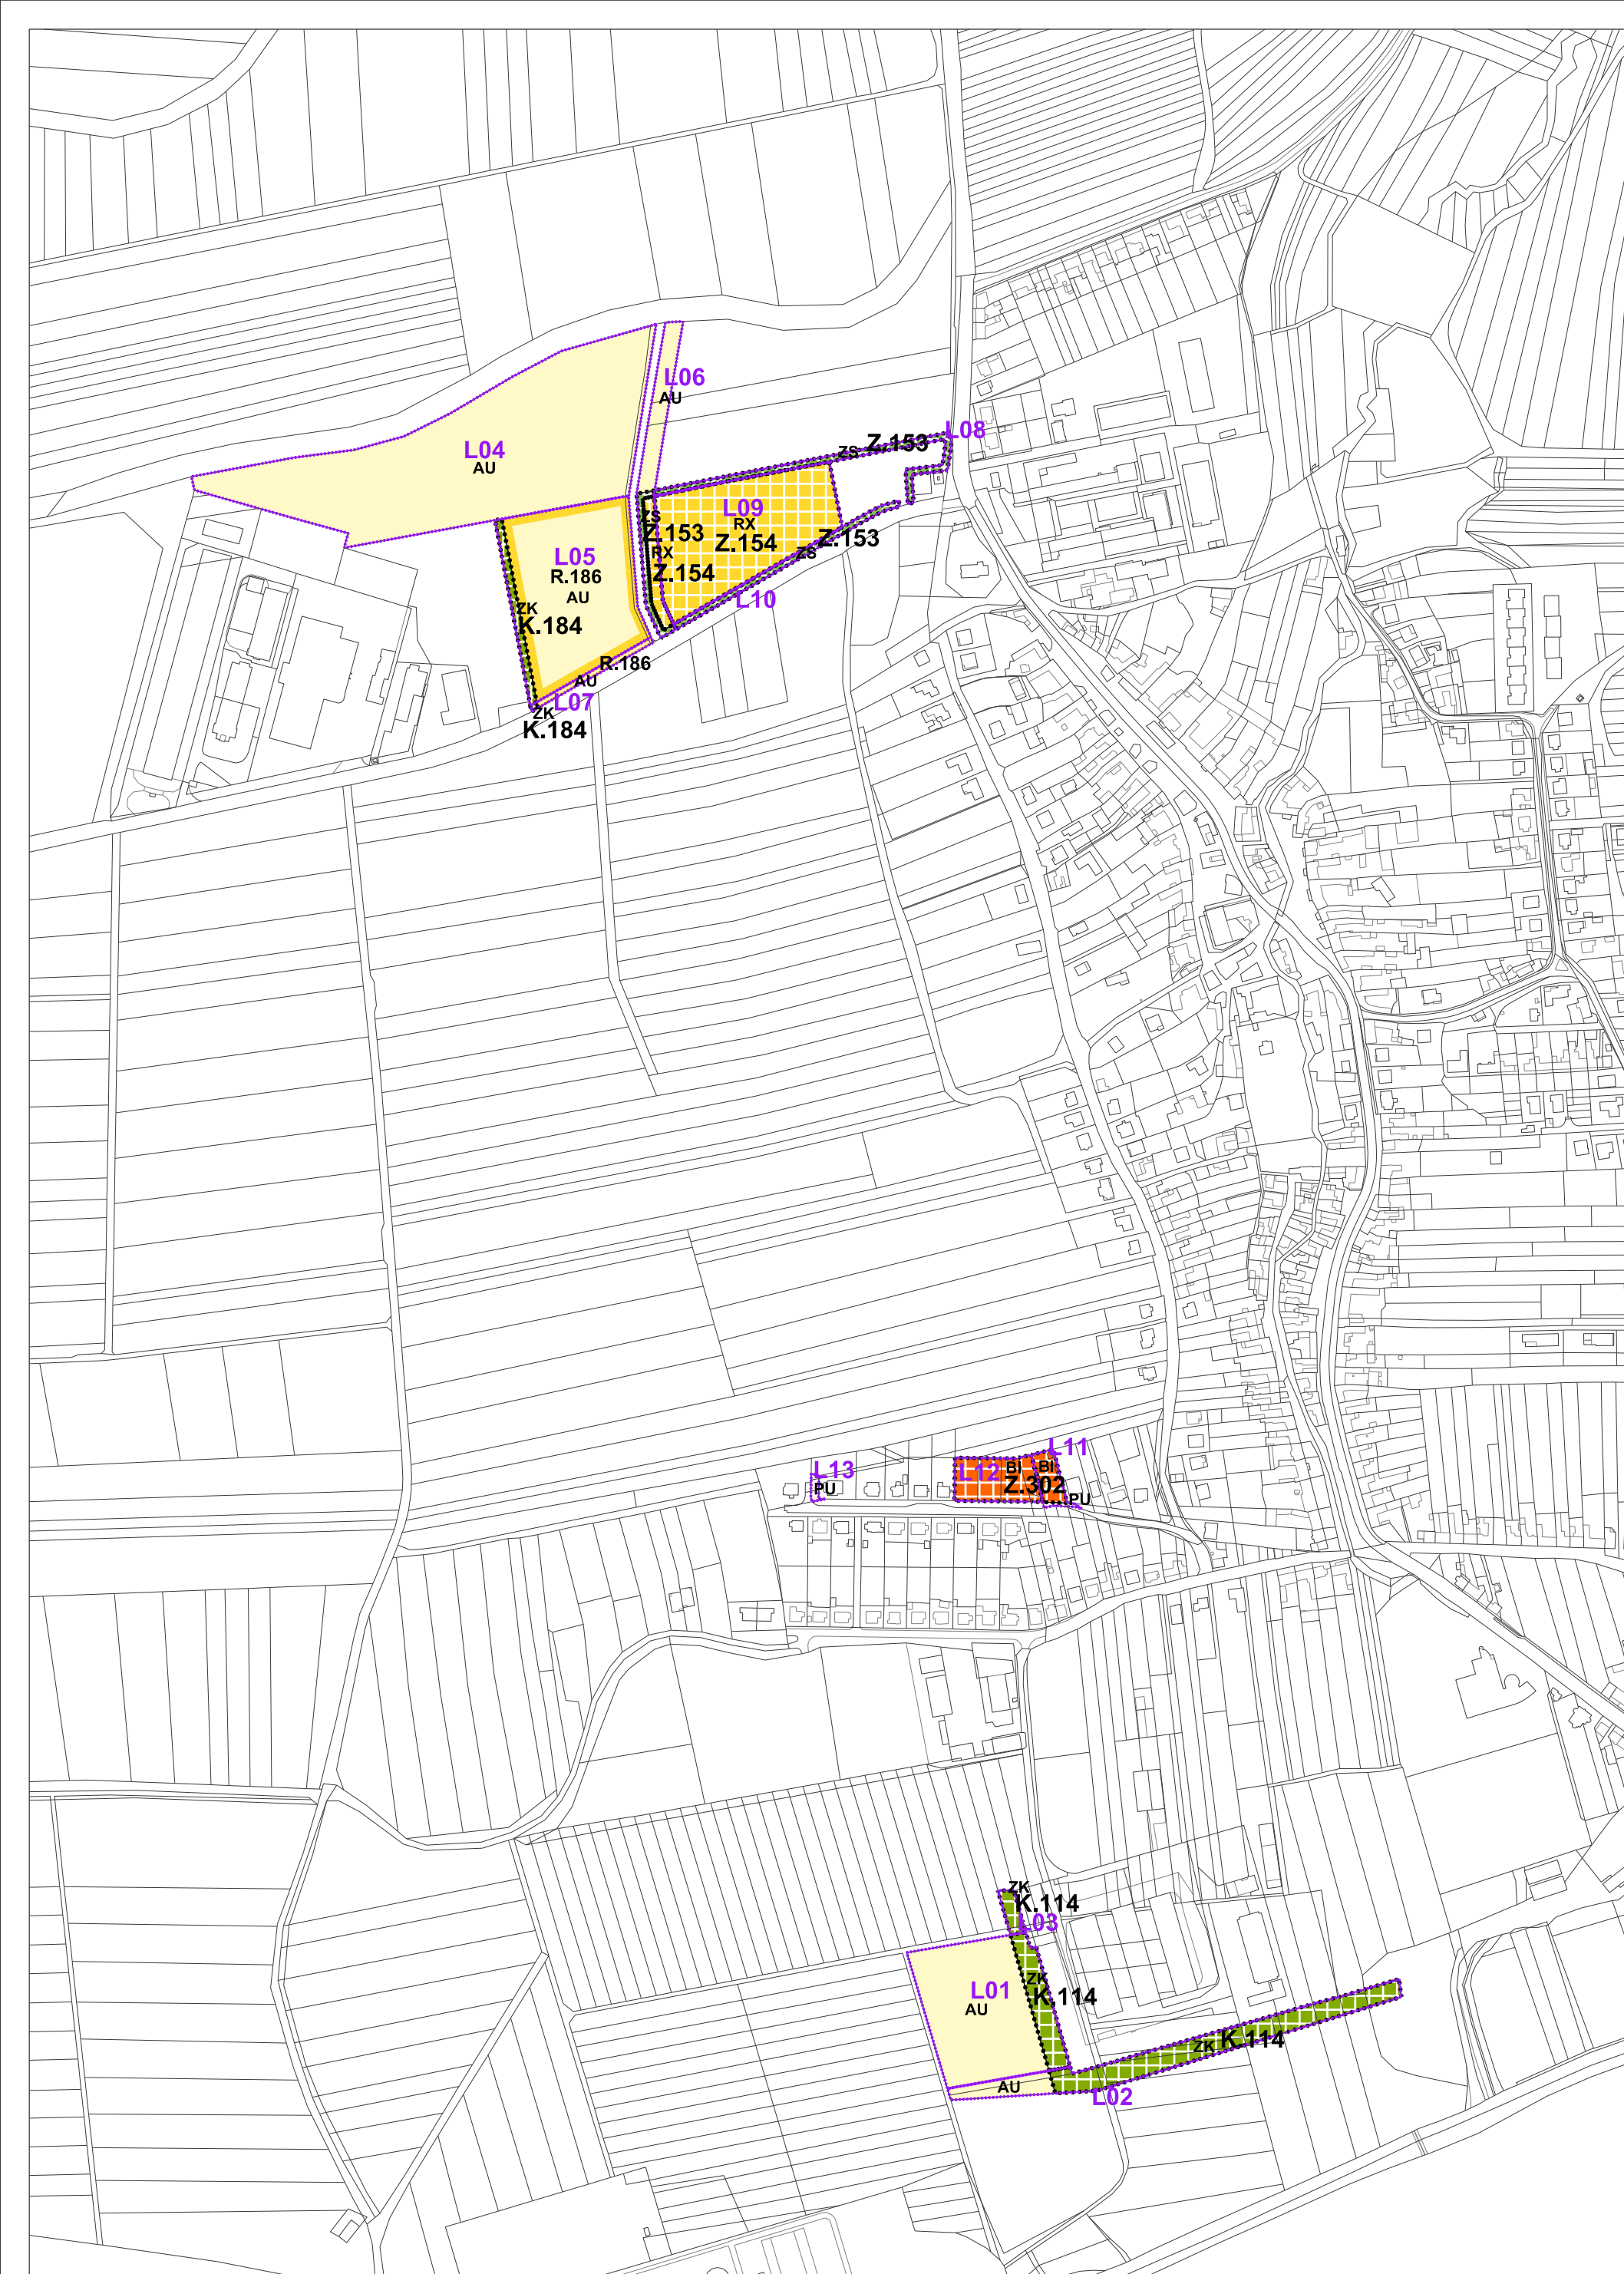 L06
AU
L08
Z.153
ZS
L04
AU
L09
RX
Z.154
ZS
Z.153
RX
Z.154
Z.153
ZS
L05
R.186
AU
L10
ZK
K.184
R.186
AU
L07
ZK
K.184
L11
L12
BI
BI
Z.302
PU
L13
PU
ZK
K.114
L03
ZK
K.114
L01
AU
ZK
K.114
AU
L02